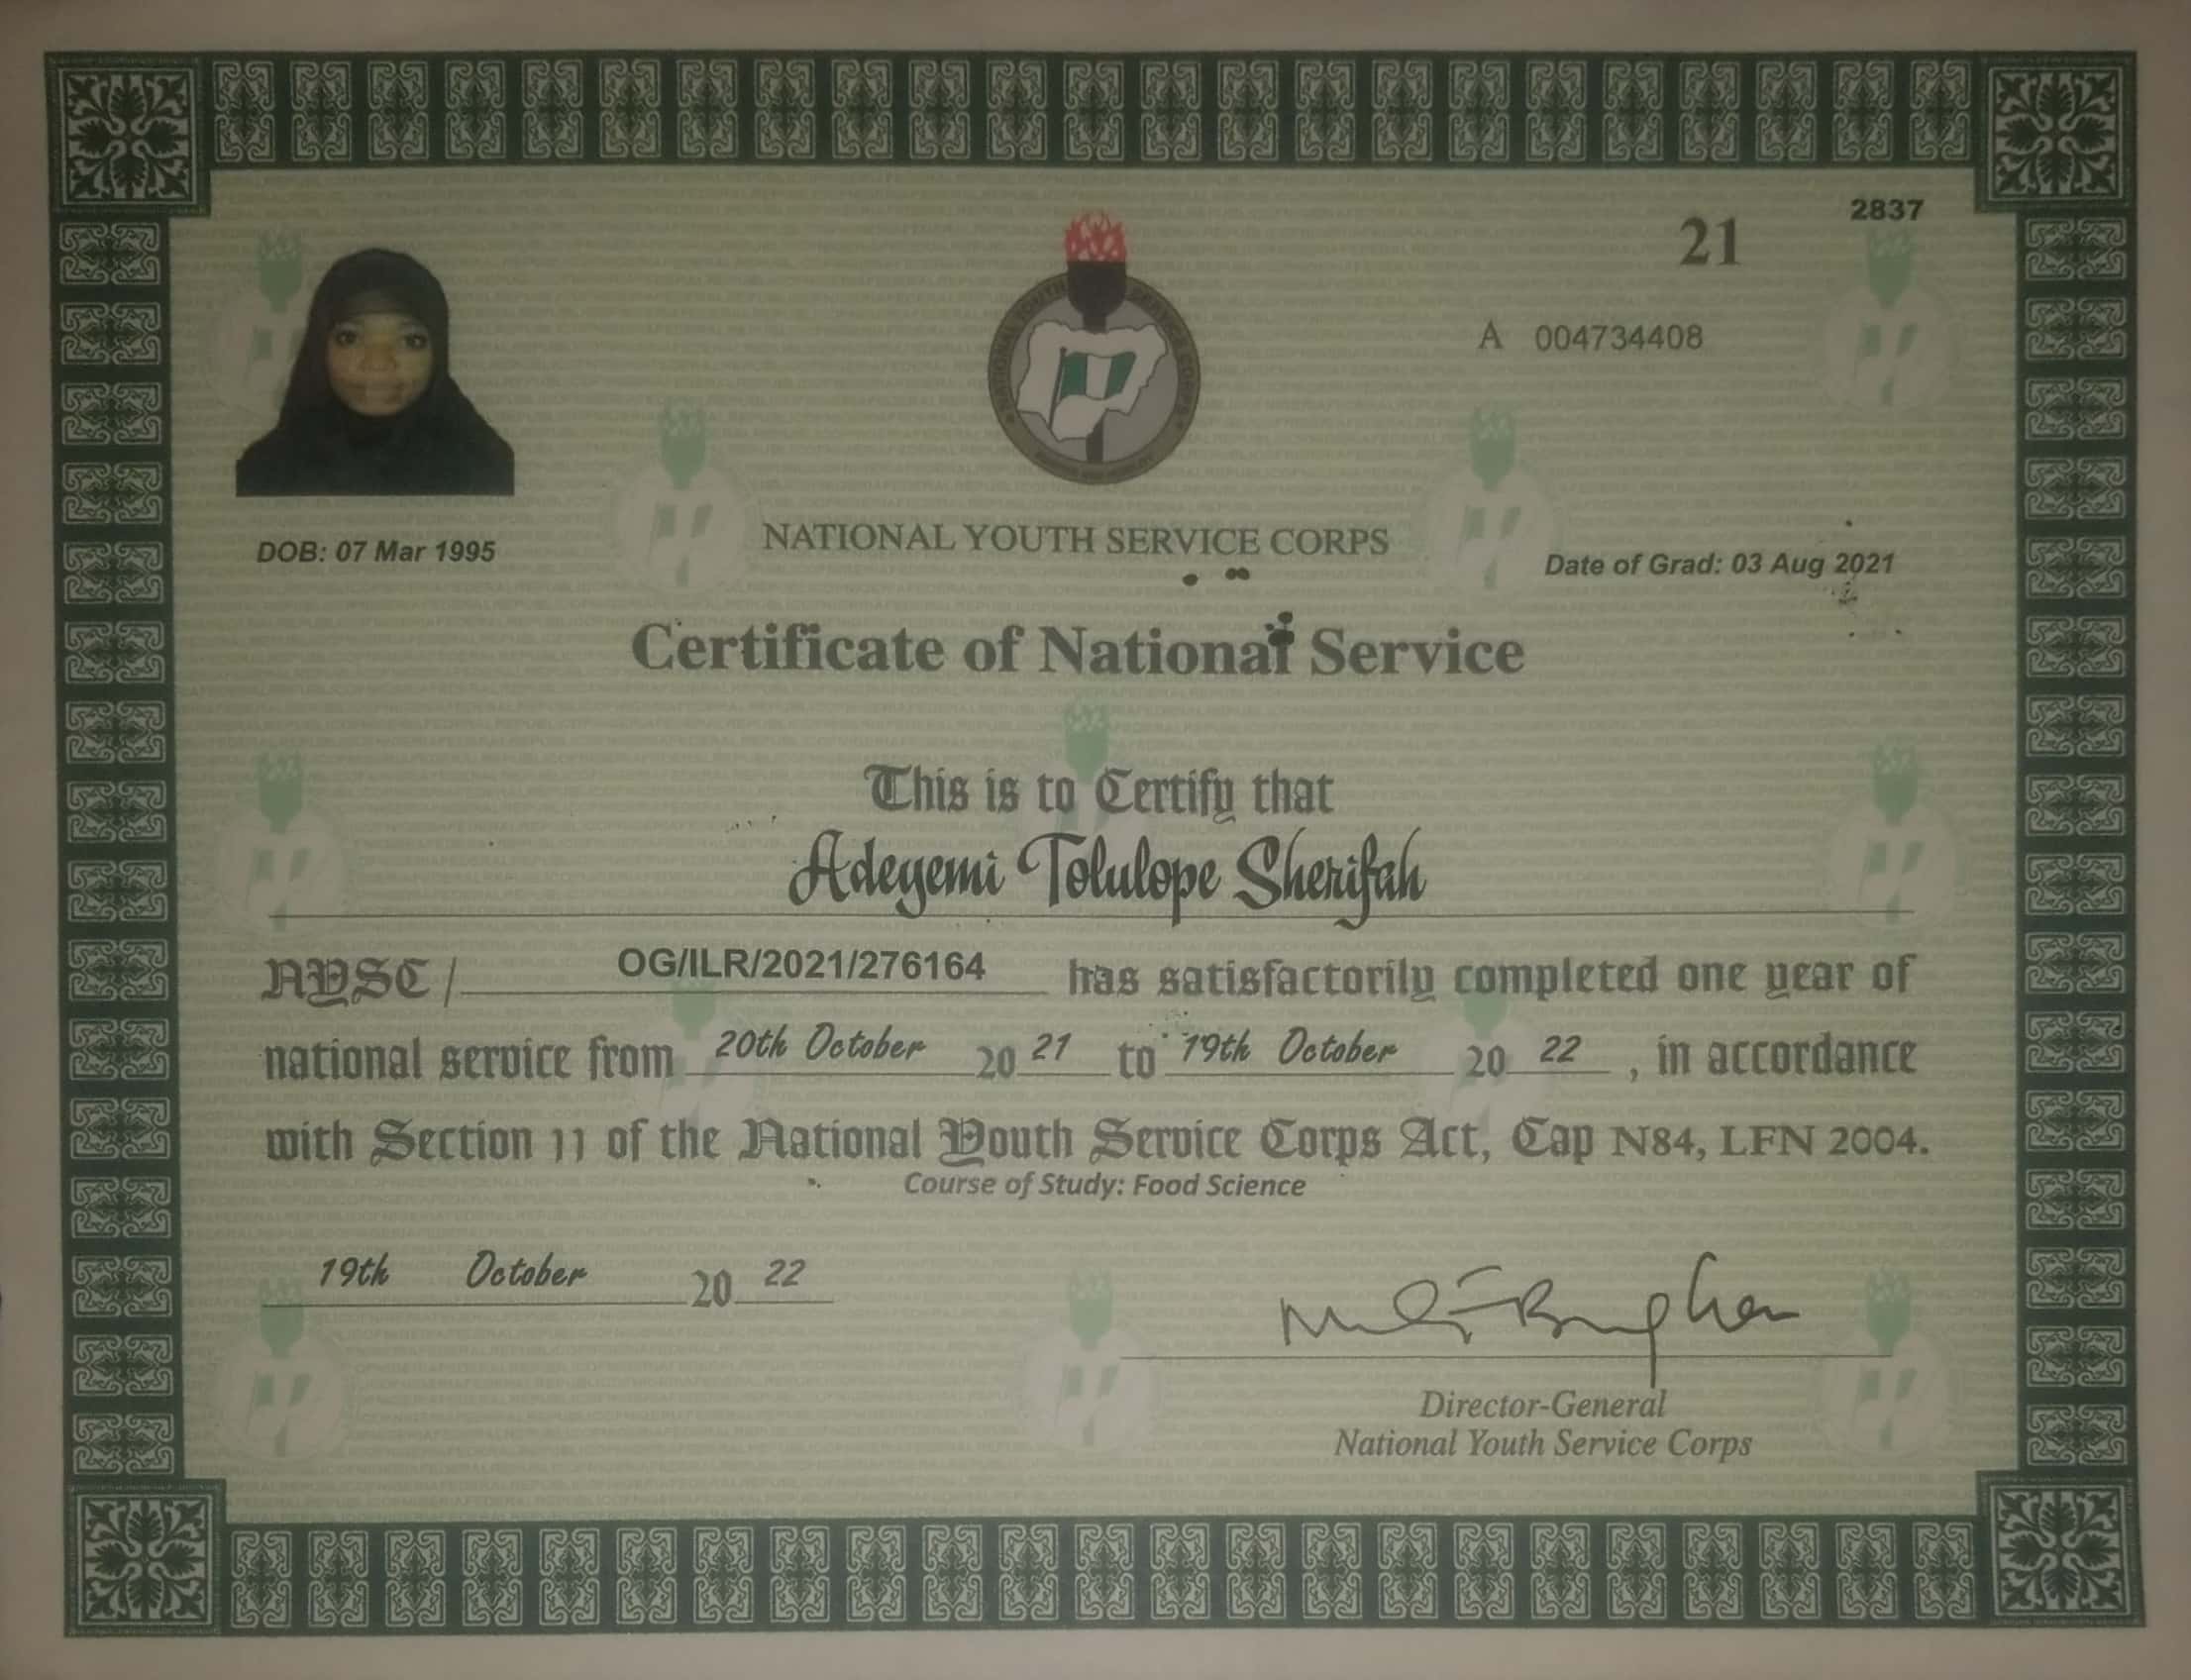 2837
21
A 004734408
DOB: 07 Mar 1995
NATIONAL YOUTH SERVICE CORPS
Date of Grad: 03 Aug 2021
Certificate of National Service
This is to Certify that
Adeyemi Tolulope Sherifah
NYSC / OG/ILR/2021/276164 has satisfactorily completed one year of
national service from 20th October 20 21 to 19th October 20 22 , in accordance
with Section 11 of the National Youth Service Corps Act, Cap N84, LFN 2004.
Course of Study: Food Science
19th October 20 22
Director-General
National Youth Service Corps